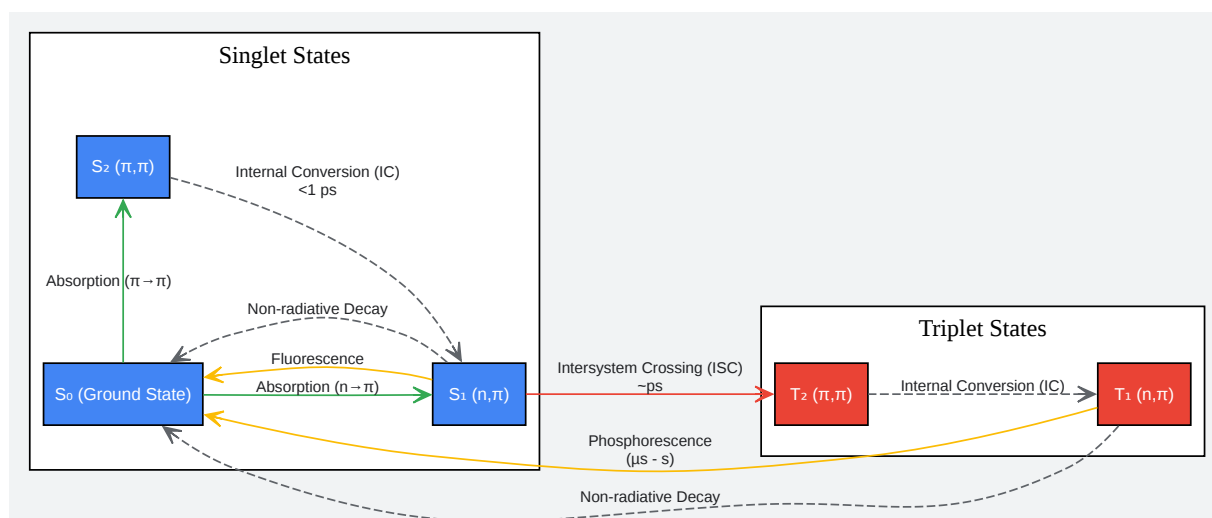 Singlet States
S₂ (π,π)
Internal Conversion (IC)
<1 ps
Absorption (π→π)
Non-radiative Decay
Fluorescence
S₀ (Ground State)
Absorption (n→π)
S₁ (n,π)
Intersystem Crossing (ISC)
~ps
Triplet States
T₂ (π,π)
Internal Conversion (IC)
T₁ (n,π)
Phosphorescence
(µs - s)
Non-radiative Decay